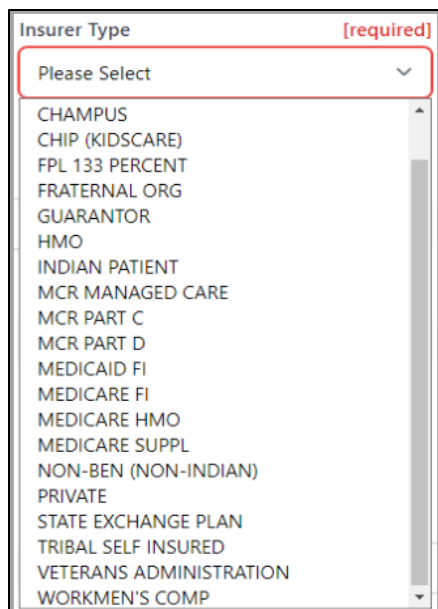 Insurer Type [required]
Please Select
CHAMPUS
CHIP (KIDSCARE)
FPL 133 PERCENT
FRATERNAL ORG
GUARANTOR
HMO
INDIAN PATIENT
MCR MANAGED CARE
MCR PART C
MCR PART D
MEDICAID FI
MEDICARE FI
MEDICARE HMO
MEDICARE SUPPL
NON-BEN (NON-INDIAN)
PRIVATE
STATE EXCHANGE PLAN
TRIBAL SELF INSURED
VETERANS ADMINISTRATION
WORKMEN'S COMP